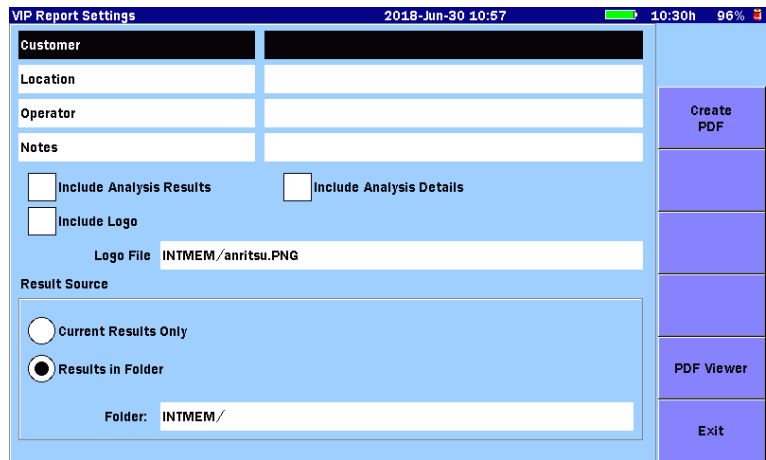 VIP Report Settings 2018-Jun-30 10:57 10:30h 96%
Customer
Location
Operator
Notes
Include Analysis Results Include Analysis Details
Include Logo
Logo File INTMEM/anritsu.PNG
Result Source
Current Results Only
Results in Folder
Folder: INTMEM/
Create
PDF
PDF Viewer
Exit